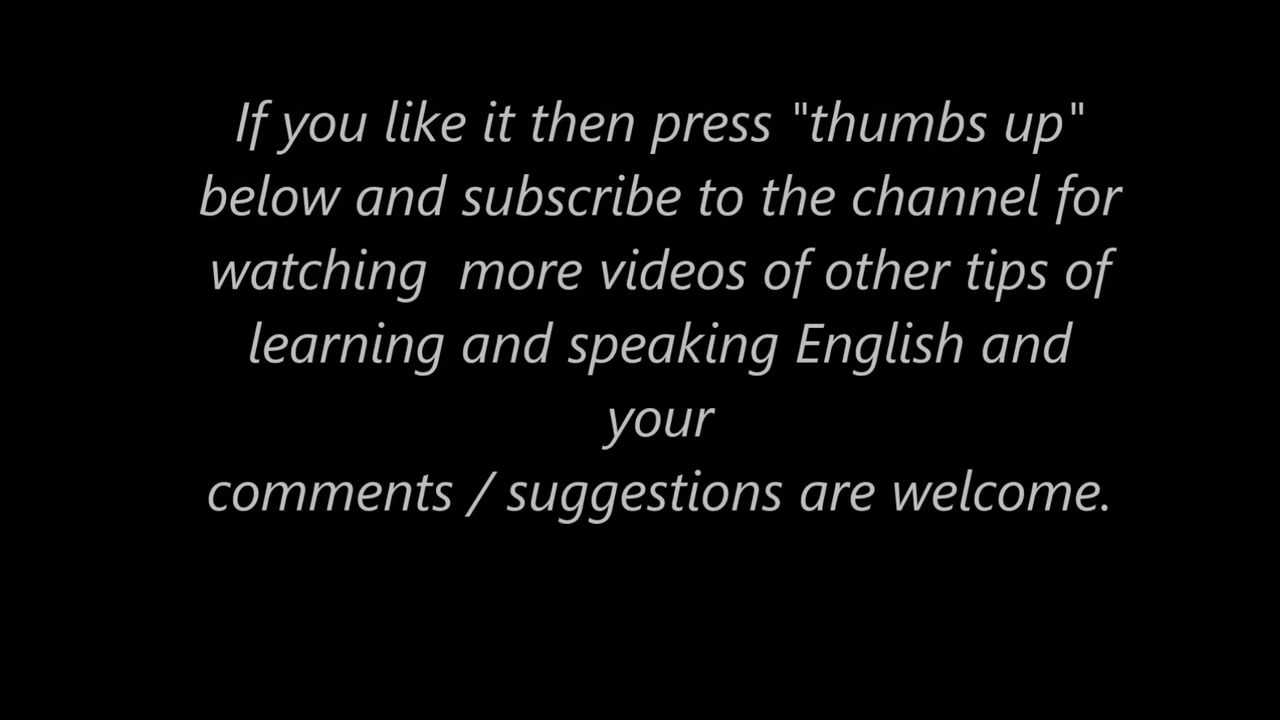 If you like it then press "thumbs up"
below and subscribe to the channel for
watching  more videos of other tips of
learning and speaking English and
your
comments / suggestions are welcome.